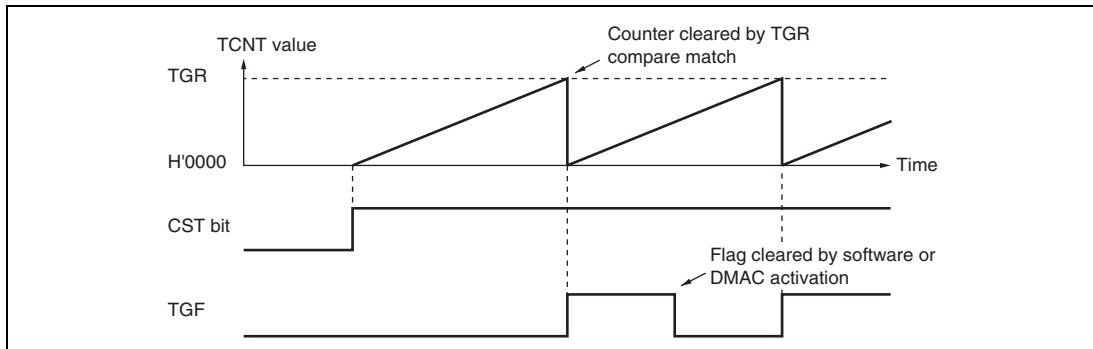 Counter cleared by TGR
compare match
TCNT value
TGR
H'0000
Time
CST bit
Flag cleared by software or
DMAC activation
TGF